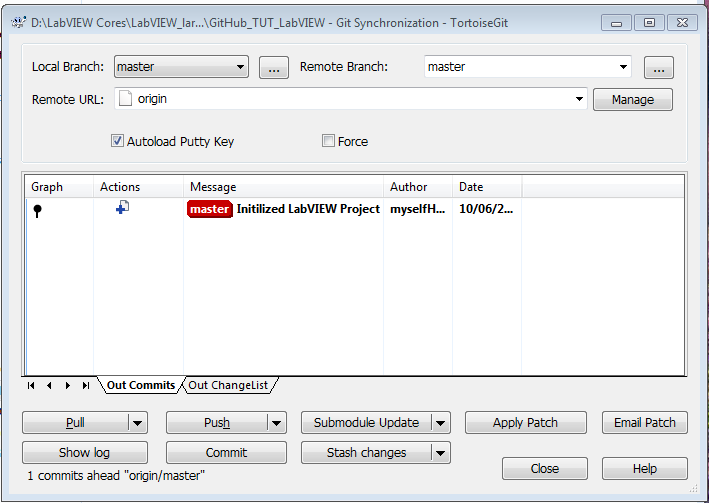 D:\LabVIEW Cores\LabVIEW_lar...\GitHub_TUT_LabVIEW - Git Synchronization - TortoiseGit
Local Branch: master ... Remote Branch: master ...
Remote URL: origin Manage
Autoload Putty Key Force
Graph Actions Message Author Date
master Initilized LabVIEW Project myselfH... 10/06/2...
Out Commits Out ChangeList
Pull Push Submodule Update Apply Patch Email Patch
Show log Commit Stash changes
Close Help
1 commits ahead "origin/master"